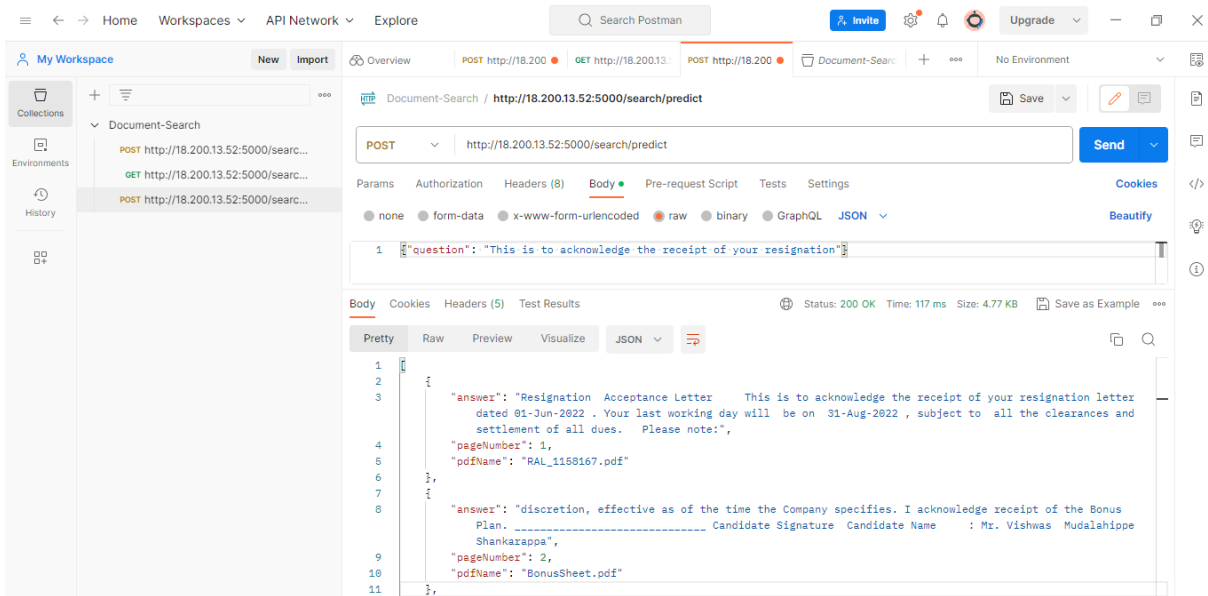 Home Workspaces API Network Explore Search Postman Invite Upgrade
My Workspace New Import Overview POST http://18.200 GET http://18.200.13. POST http://18.200 Document-Searc No Environment
Collections
Environments
History
Document-Search
POST http://18.200.13.52:5000/searc...
GET http://18.200.13.52:5000/searc...
POST http://18.200.13.52:5000/searc...
HTTP Document-Search / http://18.200.13.52:5000/search/predict Save
POST http://18.200.13.52:5000/search/predict Send
Params Authorization Headers (8) Body Pre-request Script Tests Settings Cookies
none form-data x-www-form-urlencoded raw binary GraphQL JSON Beautify
1 {"question": "This is to acknowledge the receipt of your resignation"}
Body Cookies Headers (5) Test Results Status: 200 OK Time: 117 ms Size: 4.77 KB Save as Example
Pretty Raw Preview Visualize JSON
1 [
2 {
3 "answer": "Resignation Acceptance Letter This is to acknowledge the receipt of your resignation letter
dated 01-Jun-2022 . Your last working day will be on 31-Aug-2022 , subject to all the clearances and
settlement of all dues. Please note:",
4 "pageNumber": 1,
5 "pdfName": "RAL_1158167.pdf"
6 },
7 {
8 "answer": "discretion, effective as of the time the Company specifies. I acknowledge receipt of the Bonus
Plan. _____________________________ Candidate Signature Candidate Name : Mr. Vishwas Mudalahippe
Shankarappa",
9 "pageNumber": 2,
10 "pdfName": "BonusSheet.pdf"
11 },